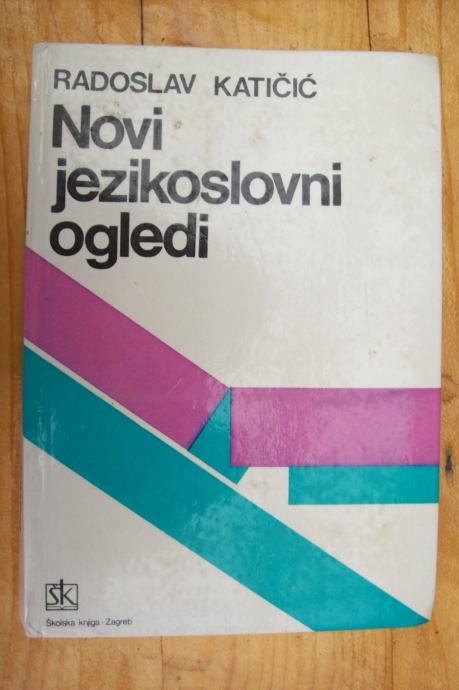 RADOSLAV KATIČIĆ
Novi
jezikoslovni
ogledi
ŠK
Školska knjiga · Zagreb